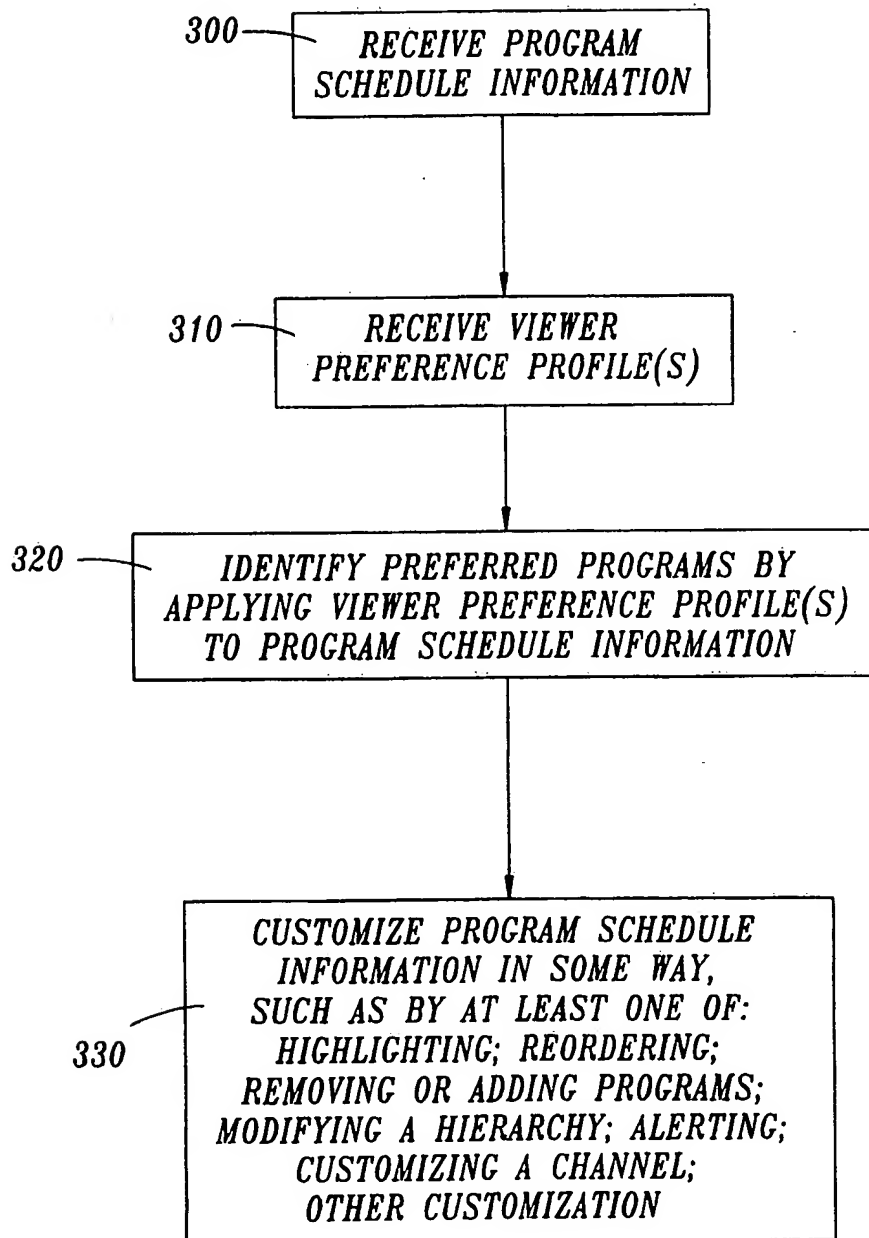 300
RECEIVE PROGRAM
SCHEDULE INFORMATION
310
RECEIVE VIEWER
PREFERENCE PROFILE(S)
320
IDENTIFY PREFERRED PROGRAMS BY
APPLYING VIEWER PREFERENCE PROFILE(S)
TO PROGRAM SCHEDULE INFORMATION
330
CUSTOMIZE PROGRAM SCHEDULE
INFORMATION IN SOME WAY,
SUCH AS BY AT LEAST ONE OF:
HIGHLIGHTING; REORDERING;
REMOVING OR ADDING PROGRAMS;
MODIFYING A HIERARCHY; ALERTING;
CUSTOMIZING A CHANNEL;
OTHER CUSTOMIZATION